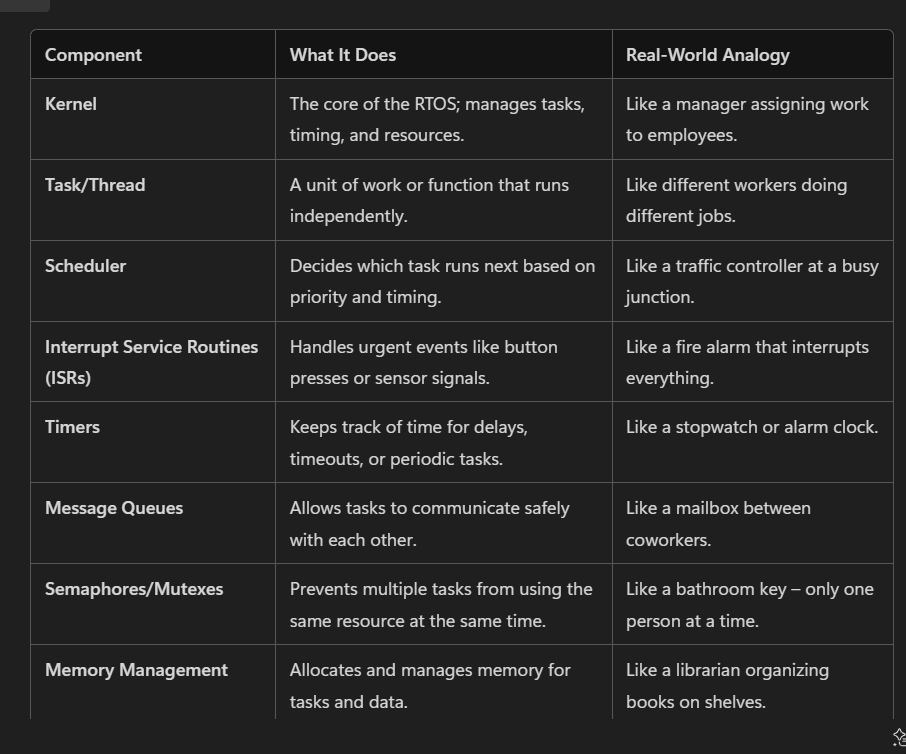 Component What It Does Real-World Analogy
Kernel The core of the RTOS; manages tasks, Like a manager assigning work
timing, and resources. to employees.
Task/Thread A unit of work or function that runs Like different workers doing
independently. different jobs.
Scheduler Decides which task runs next based on Like a traffic controller at a busy
priority and timing. junction.
Interrupt Service Routines Handles urgent events like button Like a fire alarm that interrupts
(ISRs) presses or sensor signals. everything.
Timers Keeps track of time for delays, Like a stopwatch or alarm clock.
timeouts, or periodic tasks.
Message Queues Allows tasks to communicate safely Like a mailbox between
with each other. coworkers.
Semaphores/Mutexes Prevents multiple tasks from using the Like a bathroom key – only one
same resource at the same time. person at a time.
Memory Management Allocates and manages memory for Like a librarian organizing
tasks and data. books on shelves.